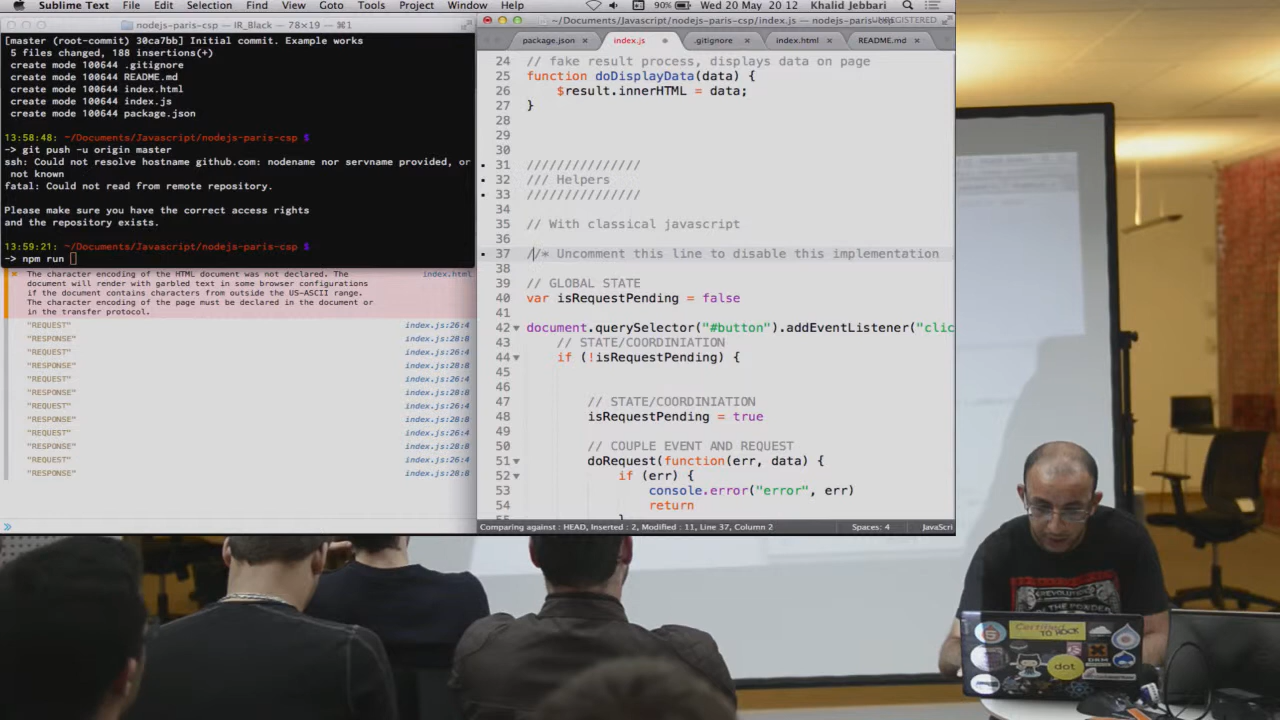 Sublime Text File Edit Selection Find View Goto Tools Project Window Help
90% Wed 20 May 20 12 Khalid Jebbari
nodejs-paris-csp — IR_Black — 78×19 — ⌘1
[master (root-commit) 30ca7bb] Initial commit. Example works
5 files changed, 188 insertions(+)
create mode 100644 .gitignore
create mode 100644 README.md
create mode 100644 index.html
create mode 100644 index.js
create mode 100644 package.json
13:58:48: ~/Documents/Javascript/nodejs-paris-csp $
-> git push -u origin master
ssh: Could not resolve hostname github.com: nodename nor servname provided, or
not known
fatal: Could not read from remote repository.
Please make sure you have the correct access rights
and the repository exists.
13:59:21: ~/Documents/Javascript/nodejs-paris-csp $
-> npm run
The character encoding of the HTML document was not declared. The index.html
document will render with garbled text in some browser configurations
if the document contains characters from outside the US-ASCII range.
The character encoding of the page must be declared in the document or
in the transfer protocol.
"REQUEST" index.js:26:4
"RESPONSE" index.js:28:8
"REQUEST" index.js:26:4
"REQUEST" index.js:26:4
"RESPONSE" index.js:28:8
"REQUEST" index.js:26:4
"RESPONSE" index.js:28:8
"REQUEST" index.js:26:4
"RESPONSE" index.js:28:8
"REQUEST" index.js:26:4
"RESPONSE" index.js:28:8
~/Documents/Javascript/nodejs-paris-csp/index.js — nodejs-paris-csp UNREGISTERED
package.json index.js .gitignore index.html README.md
24 // fake result process, displays data on page
25 function doDisplayData(data) {
26 $result.innerHTML = data;
27 }
28
29
30
31 ///////////////
32 /// Helpers
33 ///////////////
34
35 // With classical javascript
36
37 //* Uncomment this line to disable this implementation
38
39 // GLOBAL STATE
40 var isRequestPending = false
41
42 document.querySelector("#button").addEventListener("clic
43 // STATE/COORDINIATION
44 if (!isRequestPending) {
45
46
47 // STATE/COORDINIATION
48 isRequestPending = true
49
50 // COUPLE EVENT AND REQUEST
51 doRequest(function(err, data) {
52 if (err) {
53 console.error("error", err)
54 return
55 }
Comparing against : HEAD, Inserted : 2, Modified : 11, Line 37, Column 2 Spaces: 4 JavaScri
Certified
TO ROCK
dot